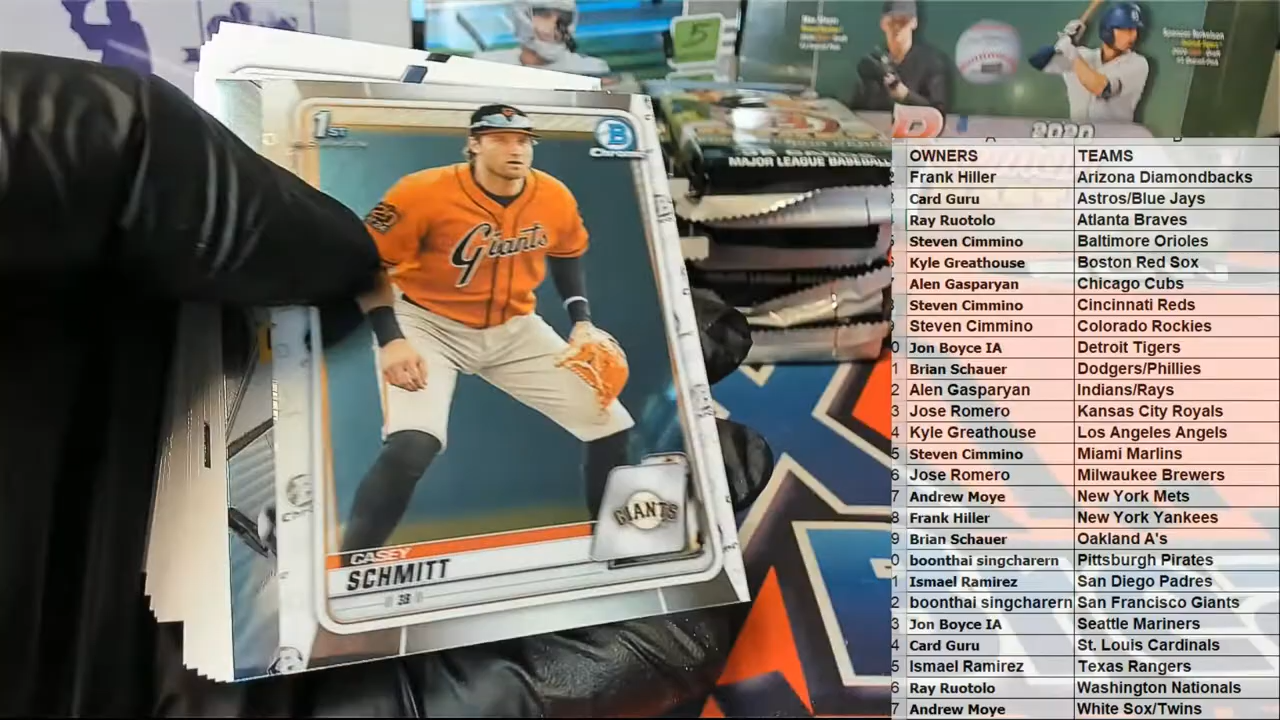 5
2020
MAJOR LEAGUE BASEBALL
1ST
B
Chrome
Giants
GIANTS
CASEY
SCHMITT
3B
A B
OWNERS TEAMS
Frank Hiller Arizona Diamondbacks
Card Guru Astros/Blue Jays
Ray Ruotolo Atlanta Braves
Steven Cimmino Baltimore Orioles
Kyle Greathouse Boston Red Sox
Alen Gasparyan Chicago Cubs
Steven Cimmino Cincinnati Reds
Steven Cimmino Colorado Rockies
Jon Boyce IA Detroit Tigers
Brian Schauer Dodgers/Phillies
Alen Gasparyan Indians/Rays
Jose Romero Kansas City Royals
Kyle Greathouse Los Angeles Angels
Steven Cimmino Miami Marlins
Jose Romero Milwaukee Brewers
Andrew Moye New York Mets
Frank Hiller New York Yankees
Brian Schauer Oakland A's
boonthai singcharern Pittsburgh Pirates
Ismael Ramirez San Diego Padres
boonthai singcharern San Francisco Giants
Jon Boyce IA Seattle Mariners
Card Guru St. Louis Cardinals
Ismael Ramirez Texas Rangers
Ray Ruotolo Washington Nationals
Andrew Moye White Sox/Twins